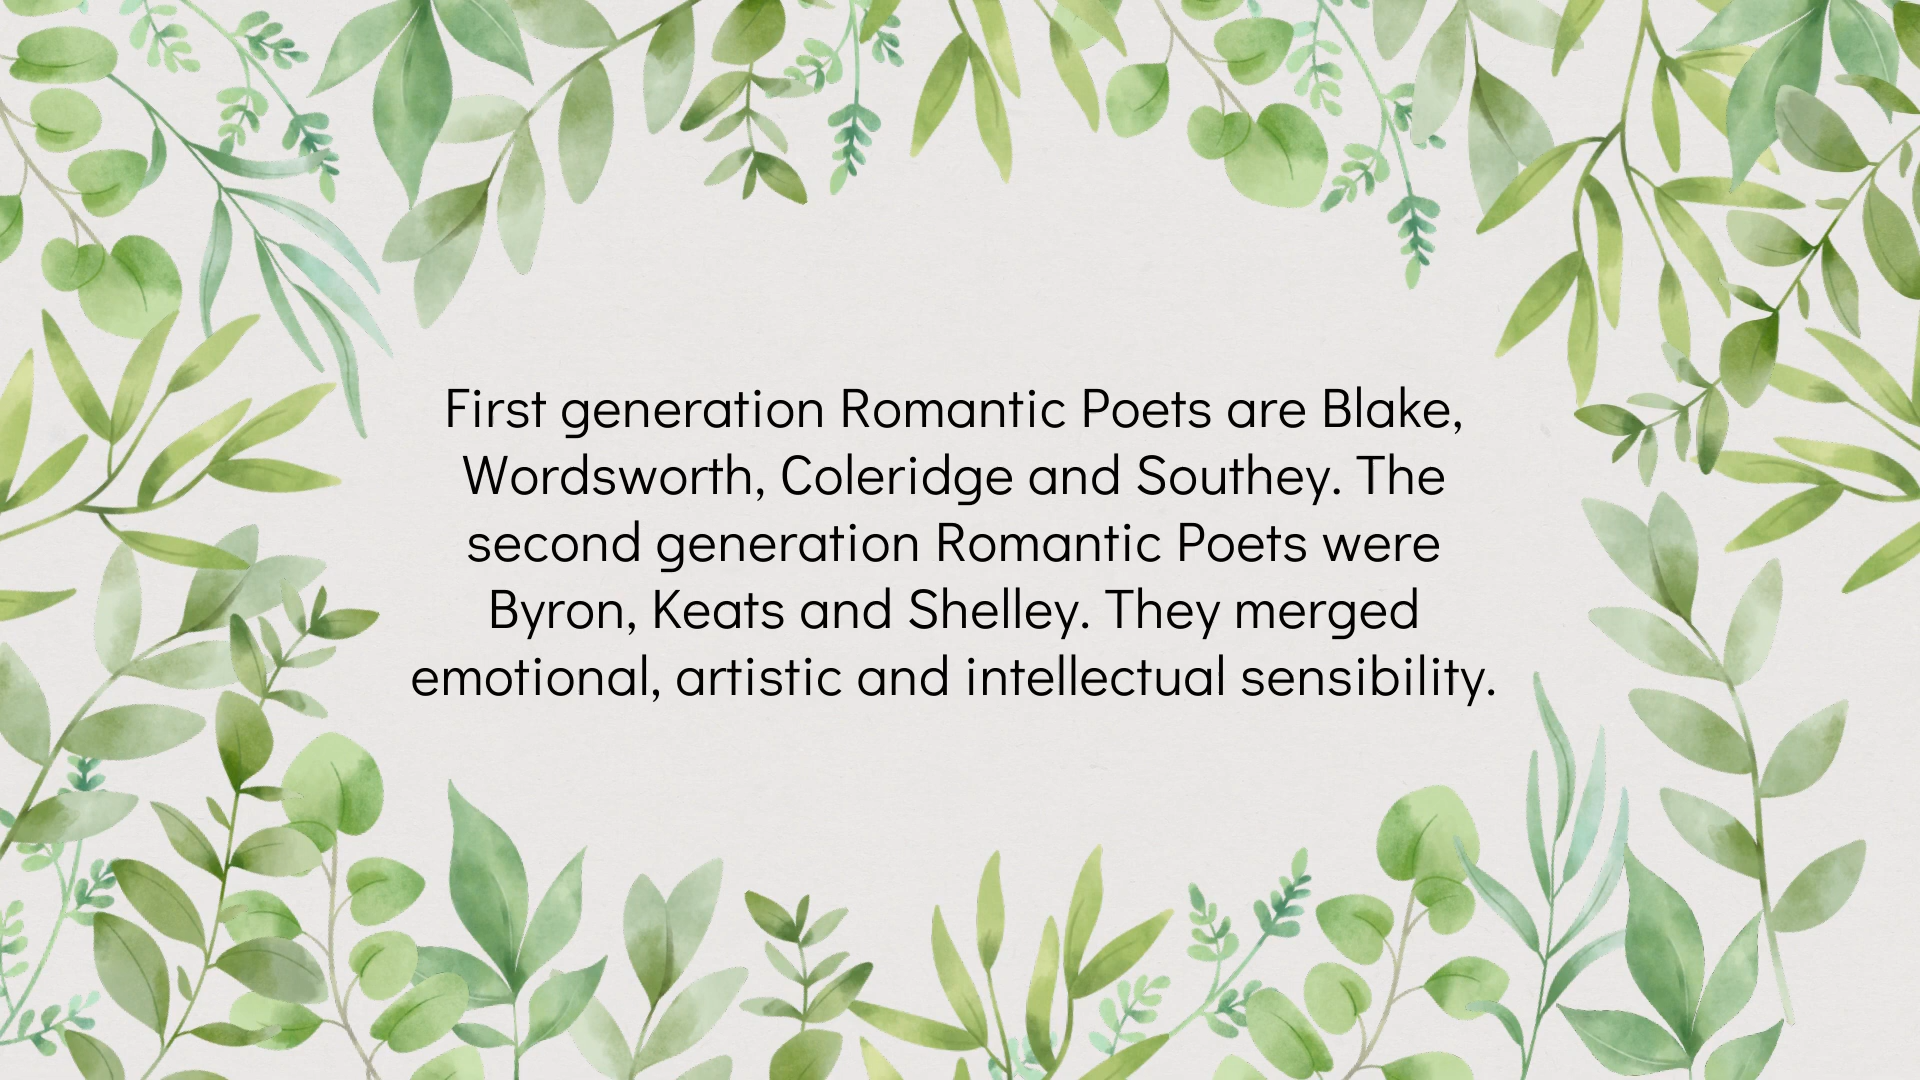 First generation Romantic Poets are Blake,
Wordsworth, Coleridge and Southey. The
second generation Romantic Poets were
Byron, Keats and Shelley. They merged
emotional, artistic and intellectual sensibility.